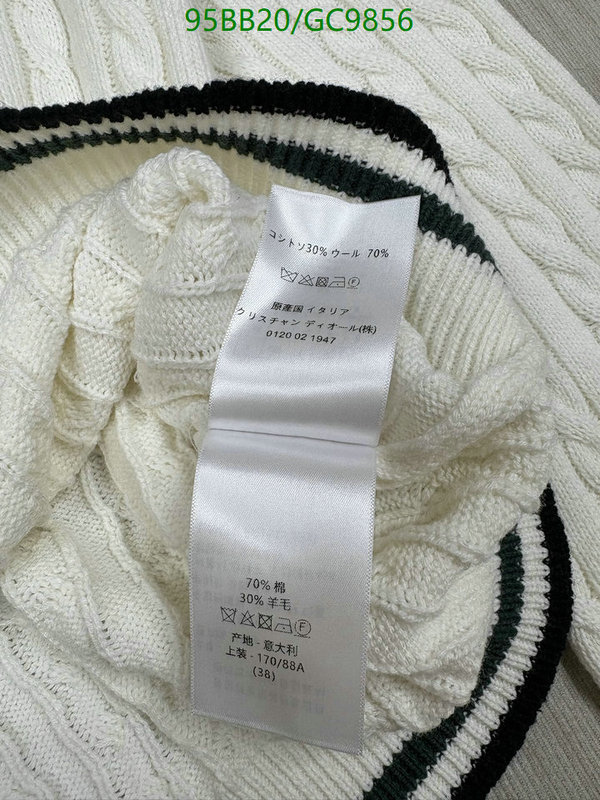 95BB20/GC9856
コシトソ30% ウール 70%
原産国 イタリア
クリスチャン ディオール(株)
0120 02 1947
70% 棉
30% 羊毛
F
产地 - 意大利
上装 - 170/88A
(38)